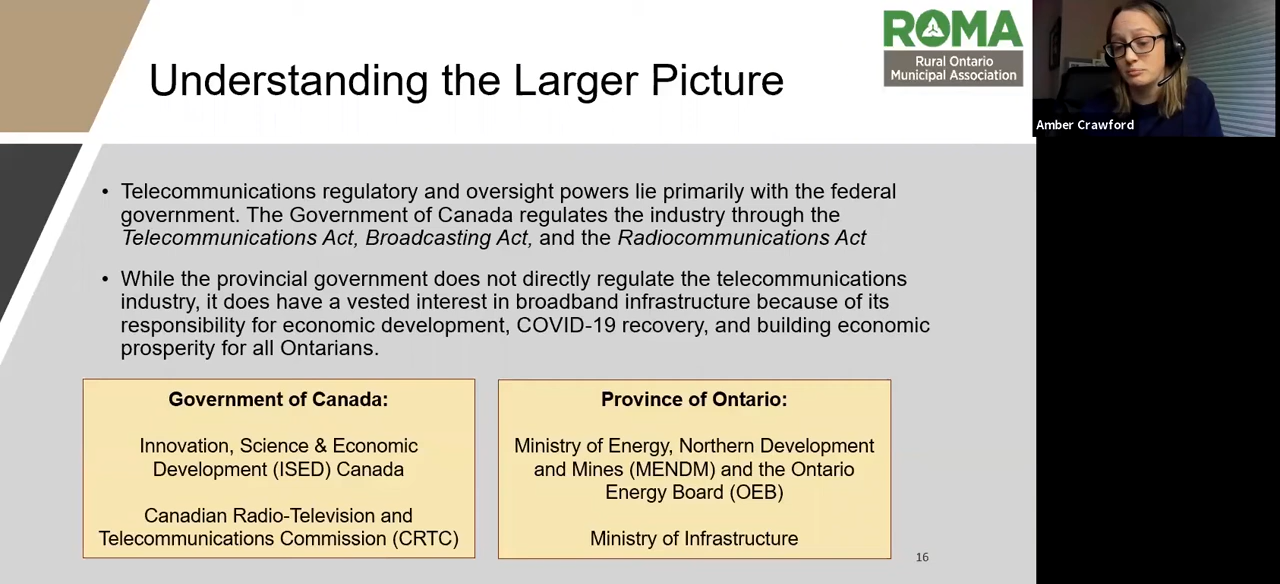 ROMA
Rural Ontario
Municipal Association
Amber Crawford
Understanding the Larger Picture
• Telecommunications regulatory and oversight powers lie primarily with the federal
government. The Government of Canada regulates the industry through the
Telecommunications Act, Broadcasting Act, and the Radiocommunications Act
• While the provincial government does not directly regulate the telecommunications
industry, it does have a vested interest in broadband infrastructure because of its
responsibility for economic development, COVID-19 recovery, and building economic
prosperity for all Ontarians.
Government of Canada:
Innovation, Science & Economic
Development (ISED) Canada
Canadian Radio-Television and
Telecommunications Commission (CRTC)
Province of Ontario:
Ministry of Energy, Northern Development
and Mines (MENDM) and the Ontario
Energy Board (OEB)
Ministry of Infrastructure
16